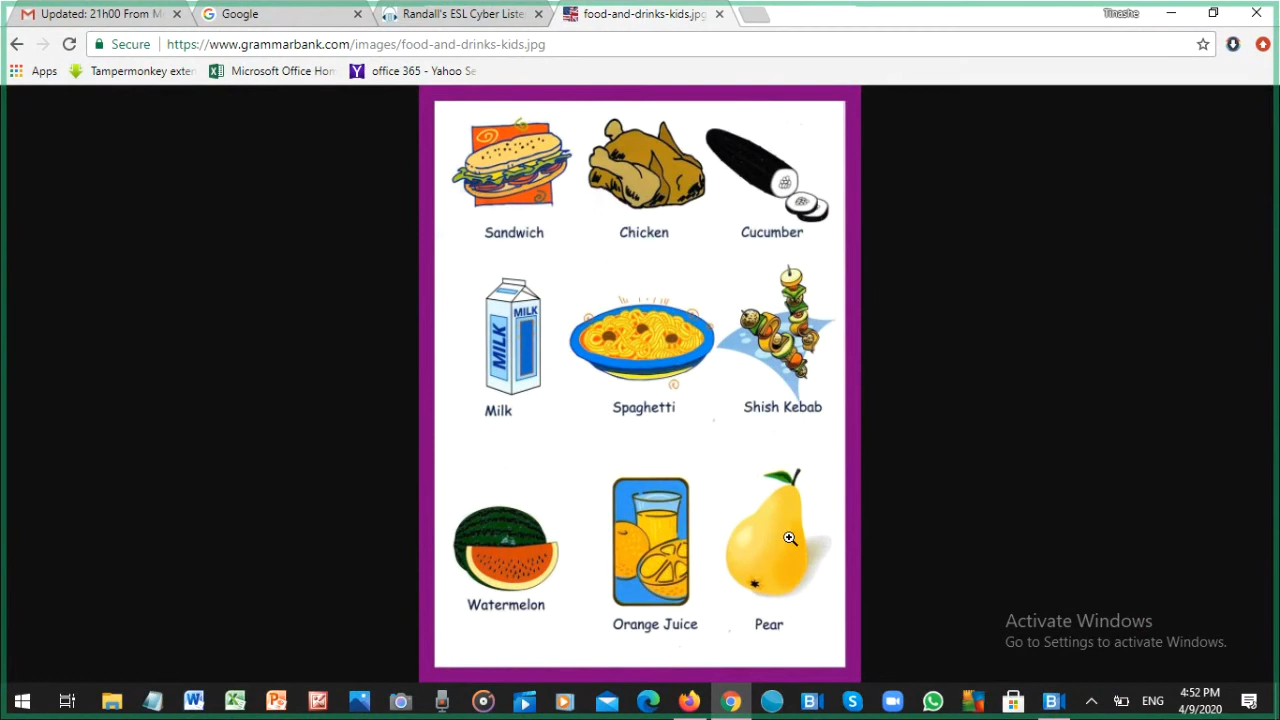 Updated: 21h00 From M
Google
Randall's ESL Cyber Liste
food-and-drinks-kids.jpg
Tinashe
Secure
https://www.grammarbank.com/images/food-and-drinks-kids.jpg
Apps
Tampermonkey exten
Microsoft Office Hom
office 365 - Yahoo Se
Sandwich
Chicken
Cucumber
MILK
MILK
Milk
Spaghetti
Shish Kebab
Watermelon
Orange Juice
Pear
Activate Windows
Go to Settings to activate Windows.
ENG
4:52 PM
4/9/2020